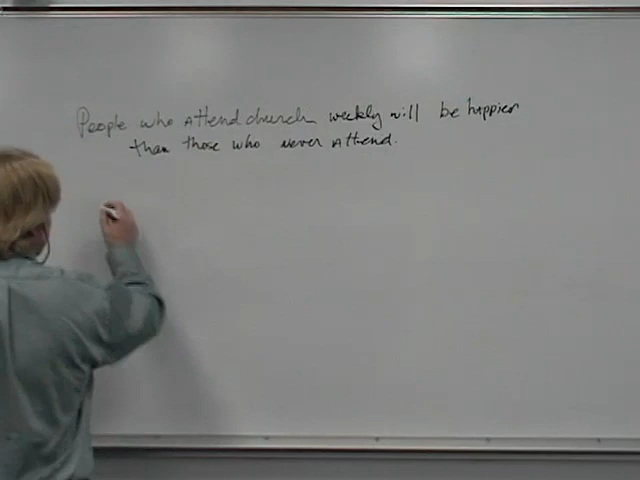 People who attend church weekly will be happier
than those who never attend.